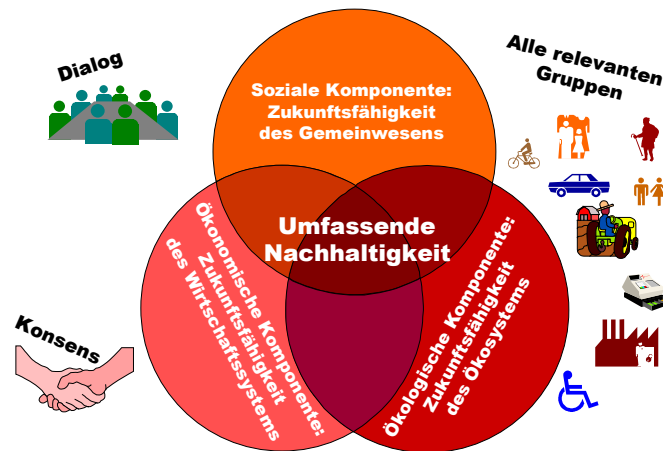 Dialog
Alle relevanten
Gruppen
Soziale Komponente:
Zukunftsfähigkeit
des Gemeinwesens
Umfassende
Nachhaltigkeit
Ökonomische Komponente:
Zukunftsfähigkeit
des Wirtschaftssystems
Ökologische Komponente:
Zukunftsfähigkeit
des Ökosystems
Konsens